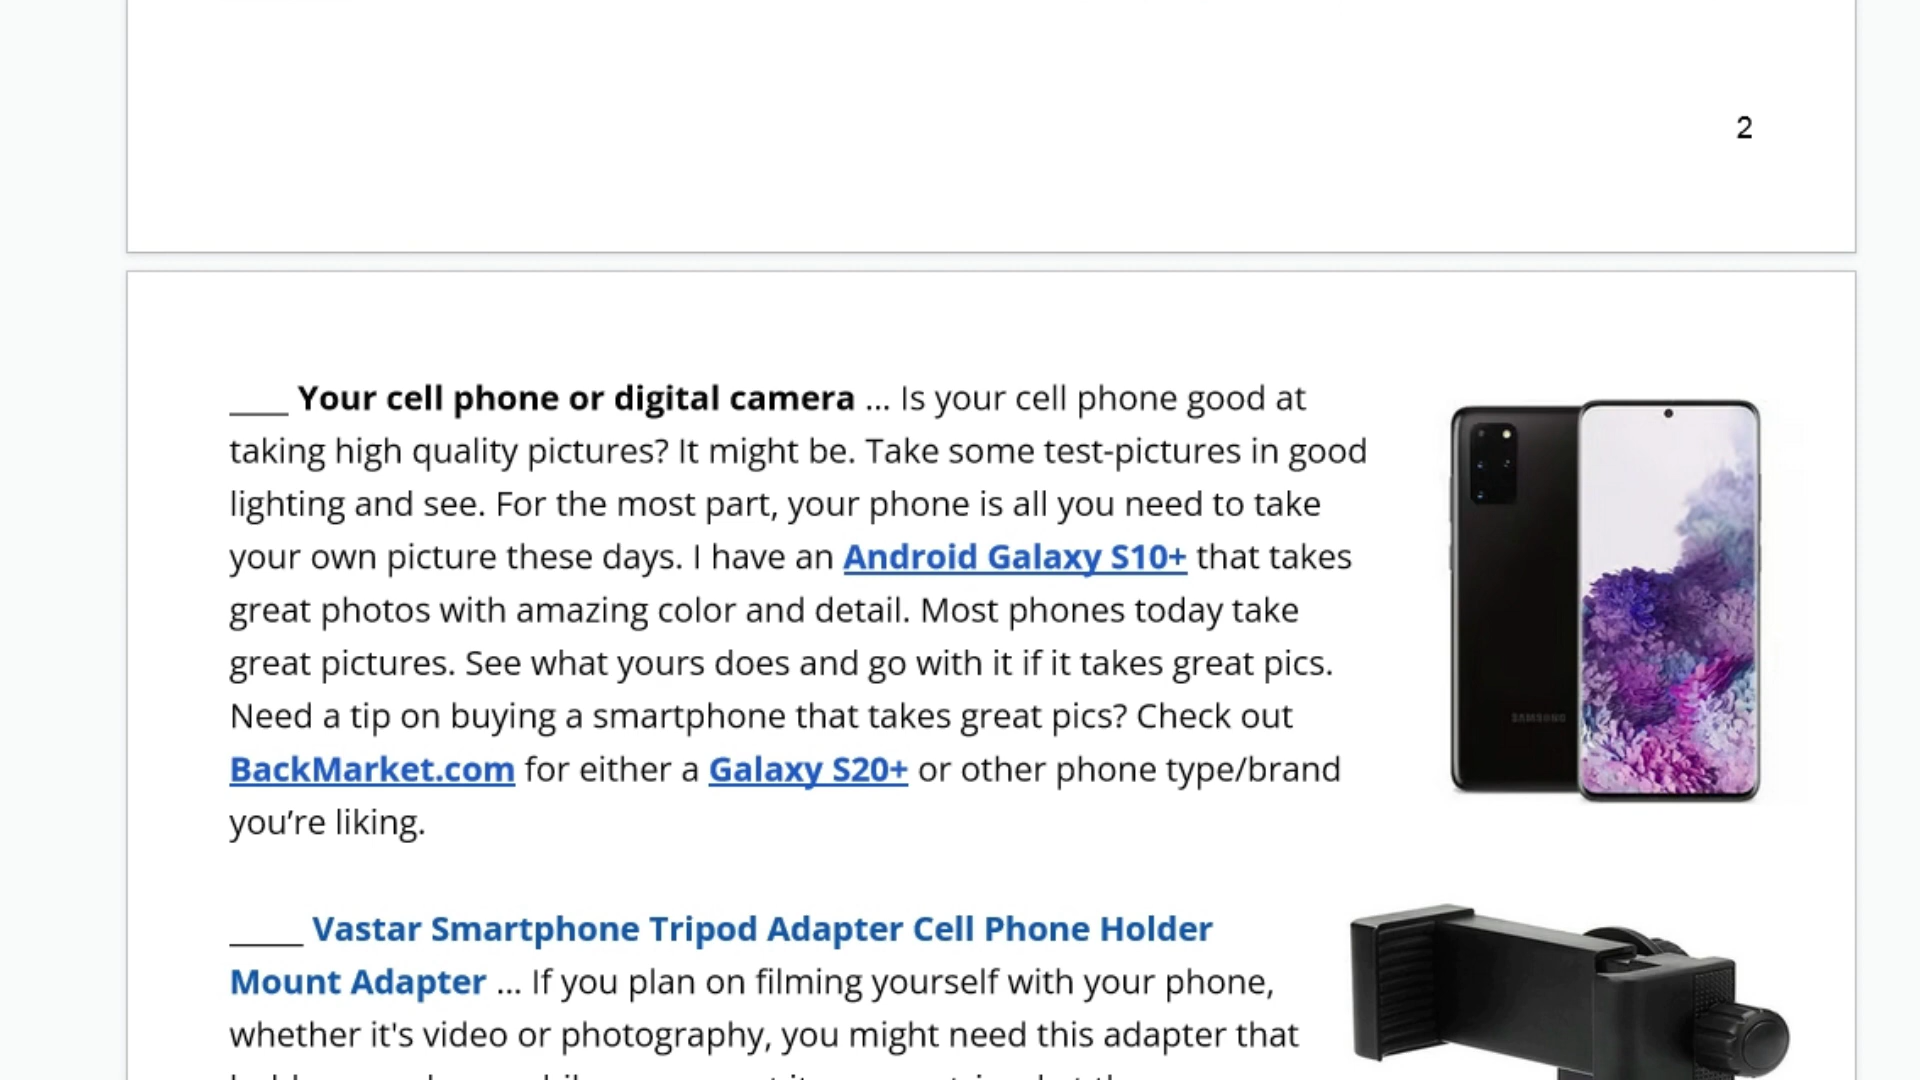 2
____ Your cell phone or digital camera ... Is your cell phone good at
taking high quality pictures? It might be. Take some test-pictures in good
lighting and see. For the most part, your phone is all you need to take
your own picture these days. I have an Android Galaxy S10+ that takes
great photos with amazing color and detail. Most phones today take
great pictures. See what yours does and go with it if it takes great pics.
Need a tip on buying a smartphone that takes great pics? Check out
BackMarket.com for either a Galaxy S20+ or other phone type/brand
you’re liking.
SAMSUNG
_____ Vastar Smartphone Tripod Adapter Cell Phone Holder
Mount Adapter ... If you plan on filming yourself with your phone,
whether it's video or photography, you might need this adapter that